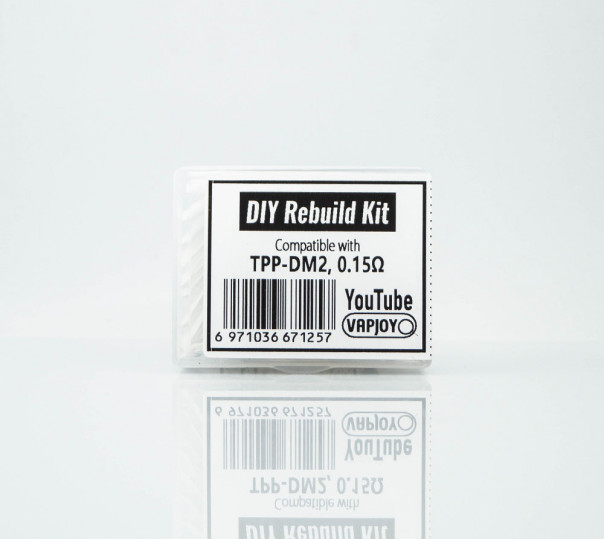 DIY Rebuild Kit
Compatible with
TPP-DM2, 0.15Ω
YouTube
VAPJOY
6 971036 671257